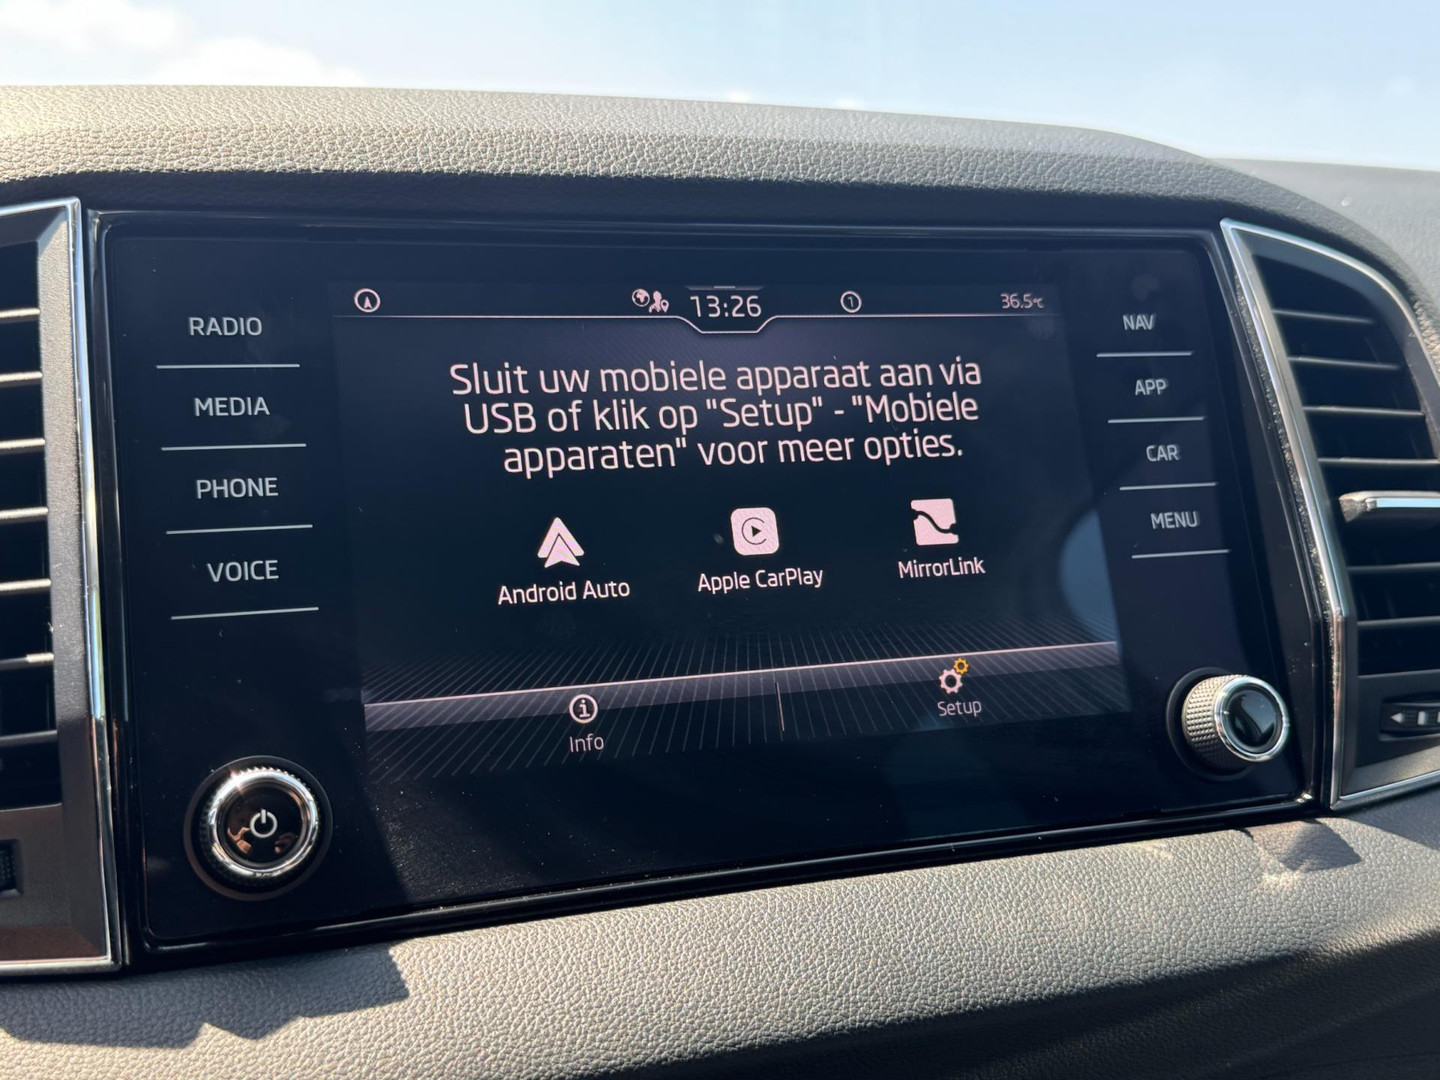 13:26
1
36.5°C
RADIO
MEDIA
PHONE
VOICE
Sluit uw mobiele apparaat aan via
USB of klik op "Setup" - "Mobiele
apparaten" voor meer opties.
Android Auto
Apple CarPlay
MirrorLink
Info
Setup
NAV
APP
CAR
MENU